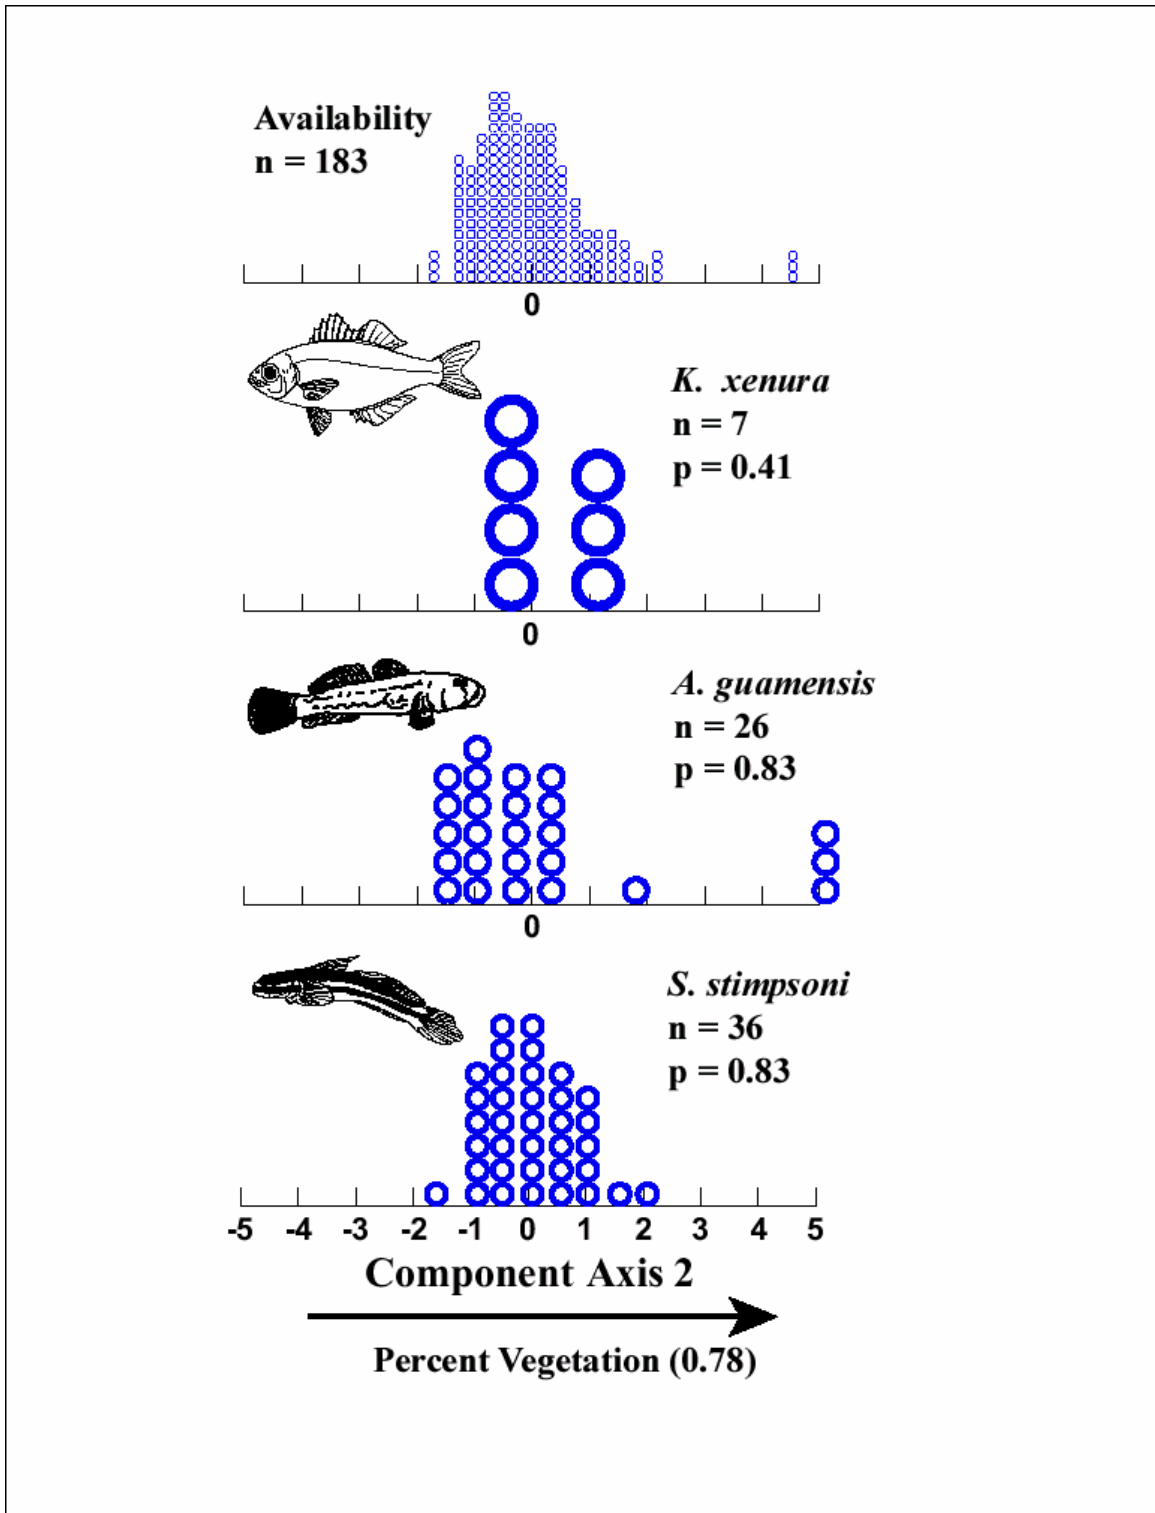 Availability
n = 183
0
K. xenura
n = 7
p = 0.41
0
A. guamensis
n = 26
p = 0.83
0
S. stimpsoni
n = 36
p = 0.83
-5 -4 -3 -2 -1 0 1 2 3 4 5
Component Axis 2
Percent Vegetation (0.78)